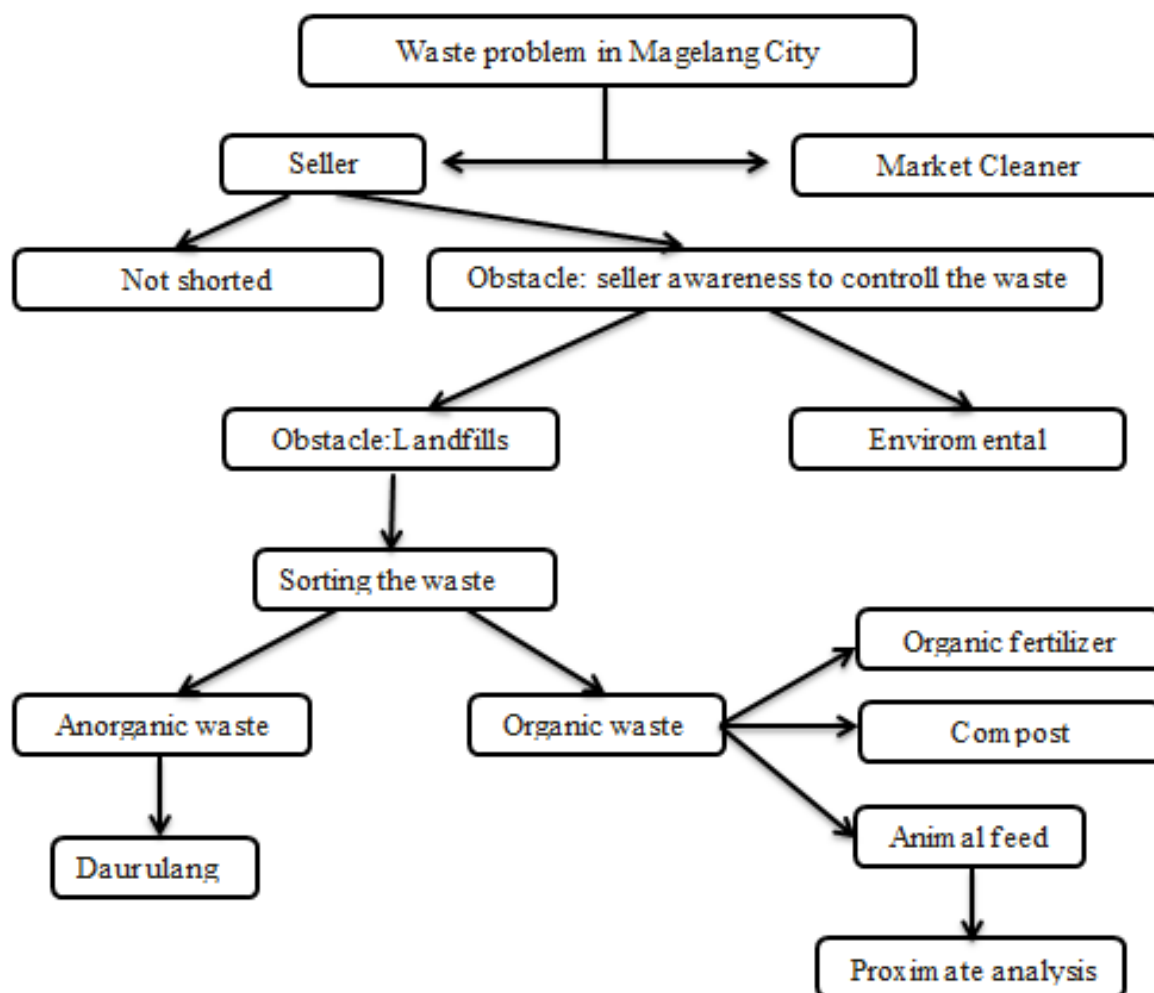 Waste problem in Magelang City
Seller
Market Cleaner
Not shorted
Obstacle: seller awareness to controll the waste
Obstacle:Landfills
Enviromental
Sorting the waste
Organic fertilizer
Anorganic waste
Organic waste
Compost
Animal feed
Daurulang
Proximate analysis